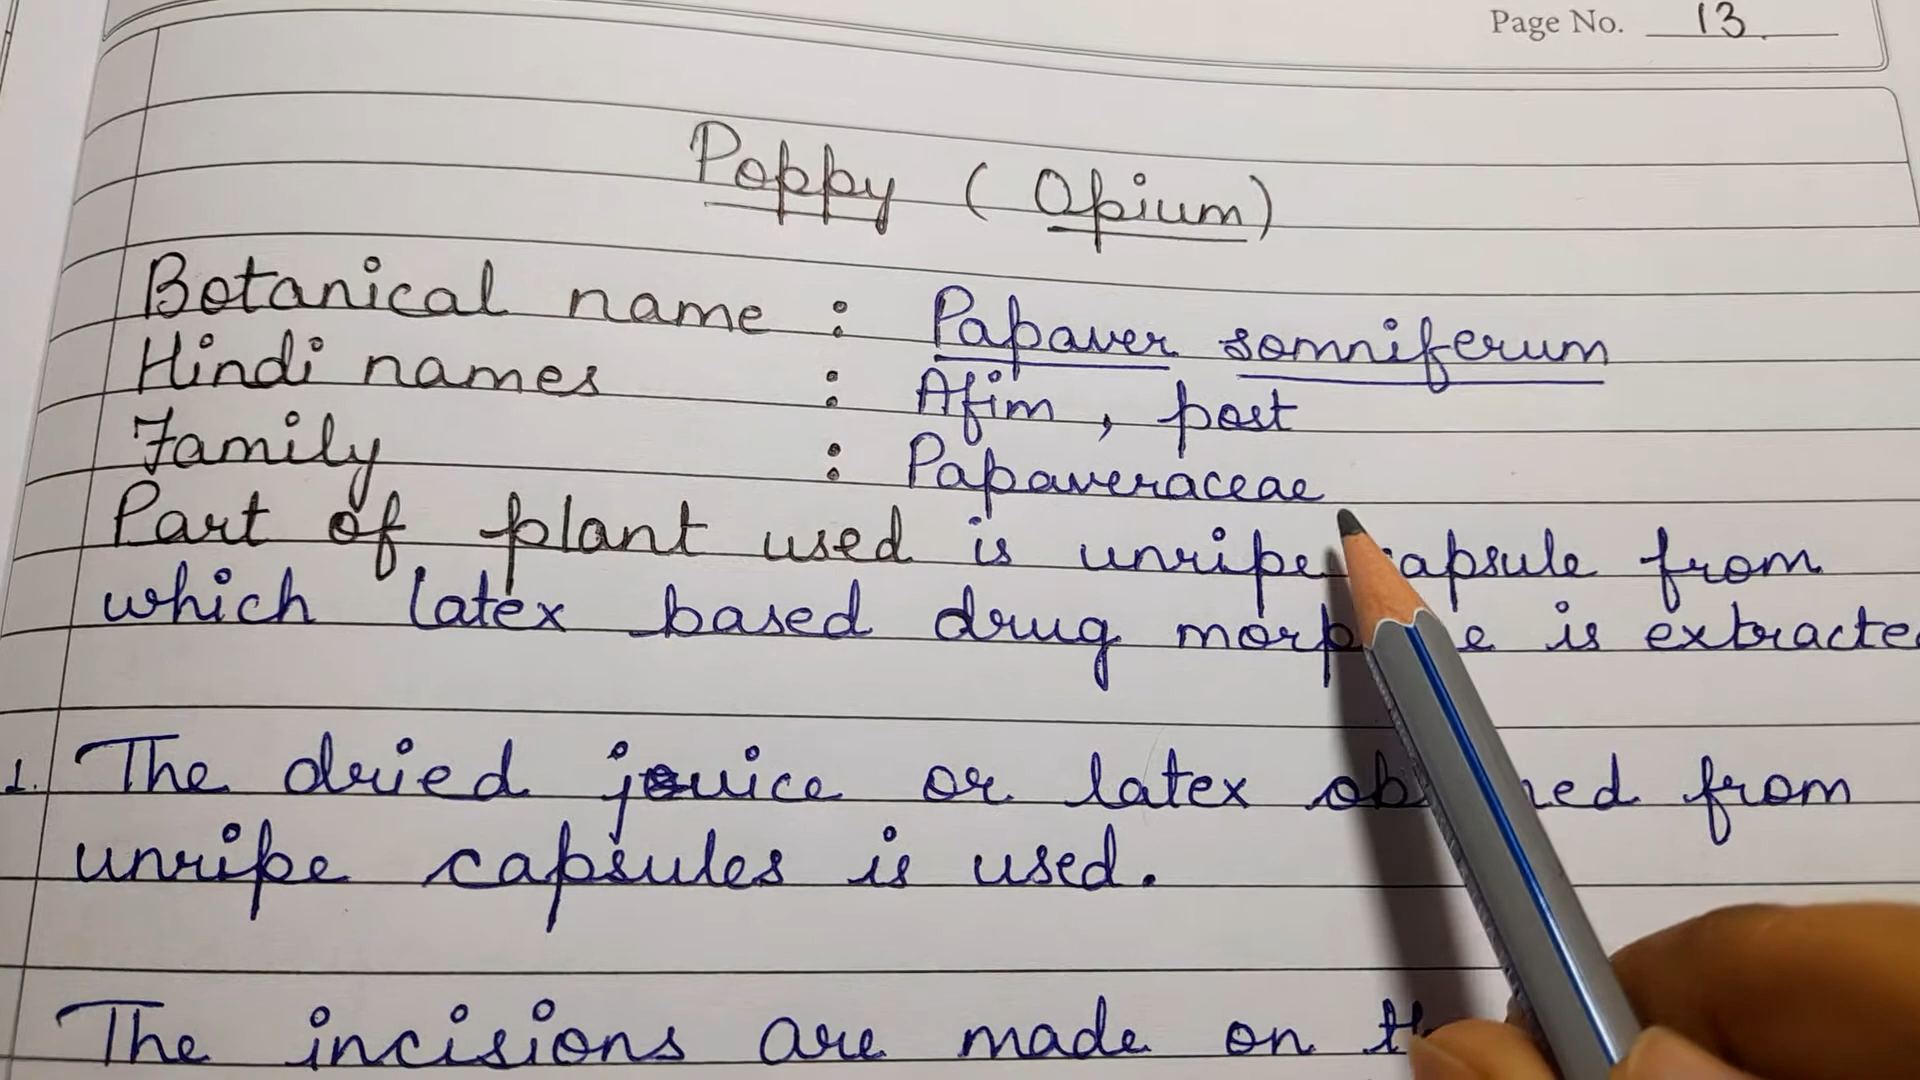 Page No. 13
Poppy (Opium)
Botanical name : Papaver somniferum
Hindi names : Afim, post
Family : Papaveraceae
Part of plant used is unripe from
which latex based drug is
1. The dried juice or latex from
unripe capsules is used.
The incisions are made on